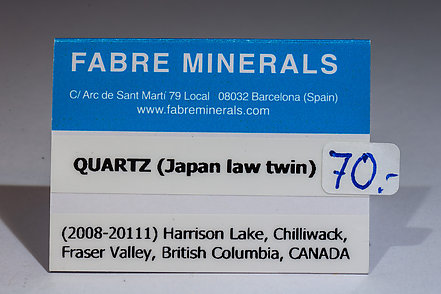 FABRE MINERALS
C/ Arc de Sant Martí 79 Local 08032 Barcelona (Spain)
www.fabreminerals.com
QUARTZ (Japan law twin) 70.-
(2008-20111) Harrison Lake, Chilliwack,
Fraser Valley, British Columbia, CANADA